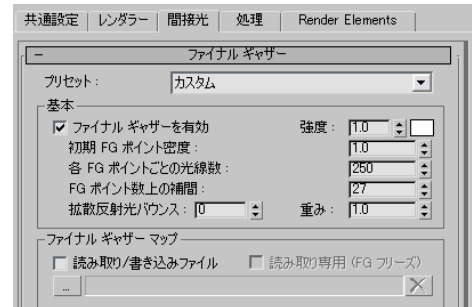 共通設定 レンダラー 間接光 処理 Render Elements
- ファイナル ギャザー
プリセット： カスタム
基本
ファイナル ギャザーを有効 強度： 1.0
初期 FG ポイント密度： 1.0
各 FG ポイントごとの光線数： 250
FG ポイント数上の補間： 27
拡散反射光バウンス： 0 重み： 1.0
ファイナル ギャザー マップ
読み取り/書き込みファイル 読み取り専用 (FG フリーズ)
...